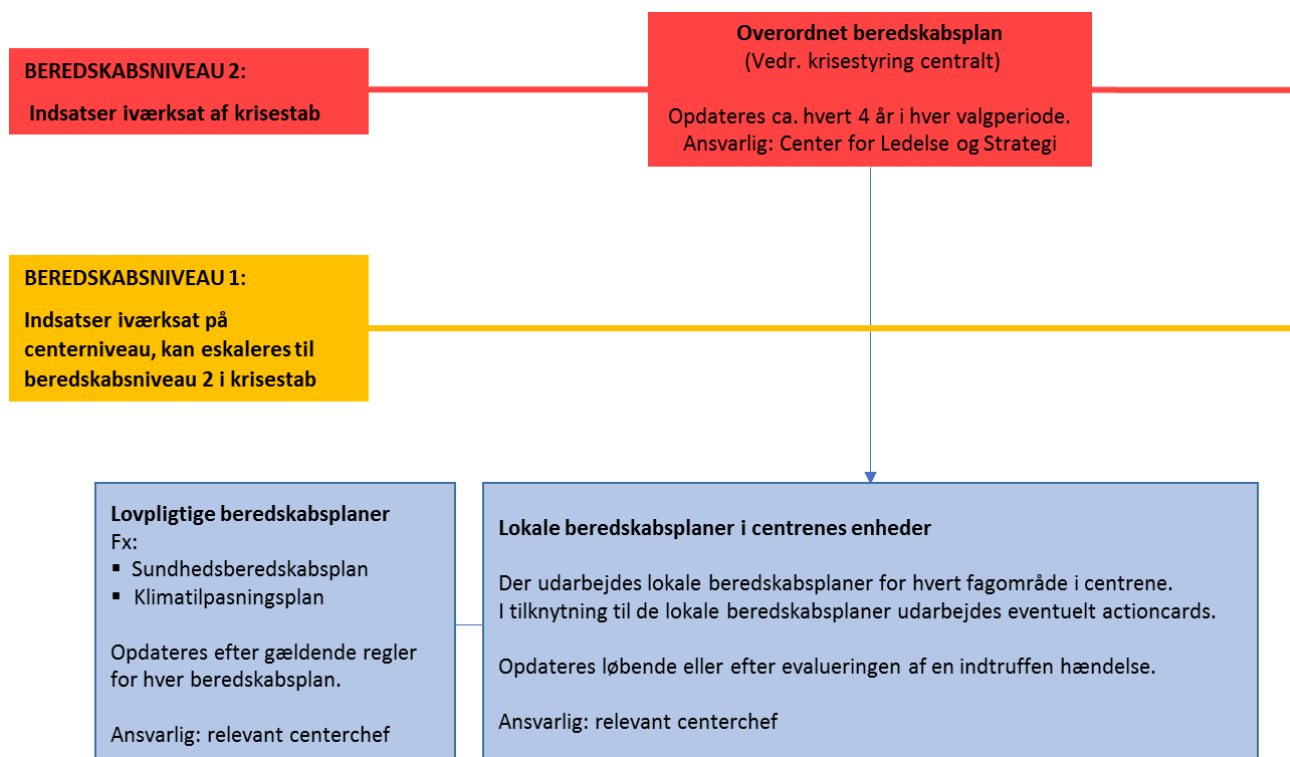 Overordnet beredskabsplan
(Vedr. krisestyring centralt)
Opdateres ca. hvert 4 år i hver valgperiode.
Ansvarlig: Center for Ledelse og Strategi
BEREDSKABSNIVEAU 2:
Indsatser iværksat af krisestab
BEREDSKABSNIVEAU 1:
Indsatser iværksat på
centerniveau, kan eskaleres til
beredskabsniveau 2 i krisestab
Lovpligtige beredskabsplaner
Fx:
▪ Sundhedsberedskabsplan
▪ Klimatilpasningsplan
Opdateres efter gældende regler
for hver beredskabsplan.
Ansvarlig: relevant centerchef
Lokale beredskabsplaner i centrenes enheder
Der udarbejdes lokale beredskabsplaner for hvert fagområde i centrene.
I tilknytning til de lokale beredskabsplaner udarbejdes eventuelt actioncards.
Opdateres løbende eller efter evalueringen af en indtruffen hændelse.
Ansvarlig: relevant centerchef